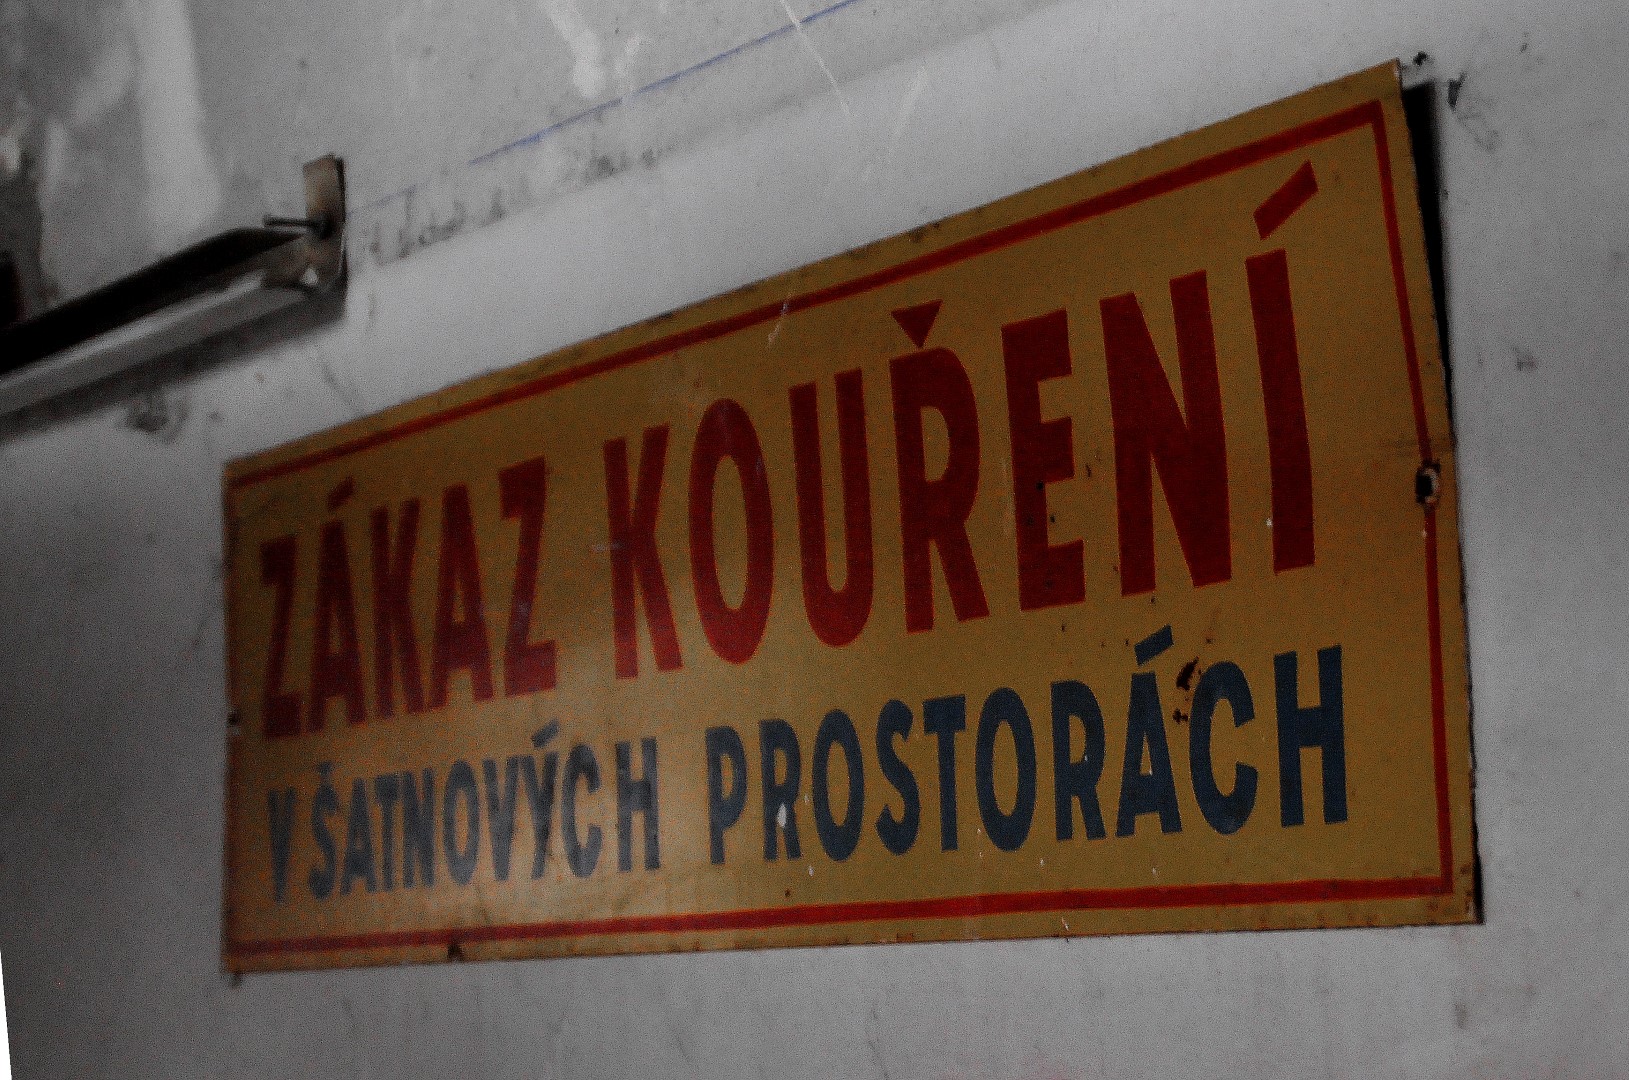 ZÁKAZ KOUŘENÍ
V ŠATNOVÝCH PROSTORÁCH